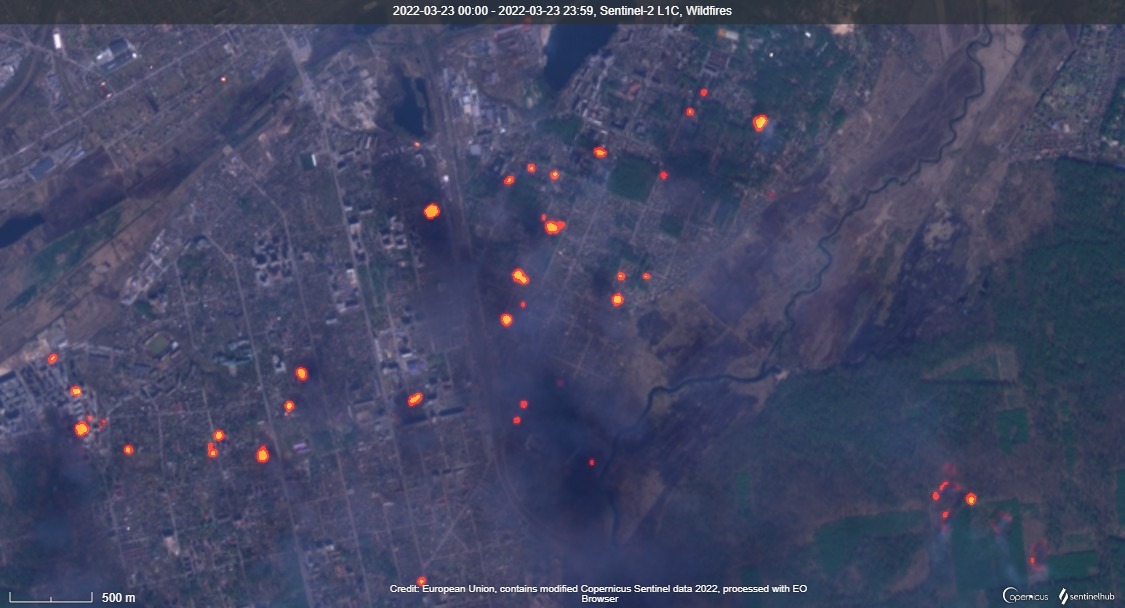 2022-03-23 00:00 - 2022-03-23 23:59, Sentinel-2 L1C, Wildfires
Credit: European Union, contains modified Copernicus Sentinel data 2022, processed with EO
Browser
500 m
Copernicus
sentinelhub